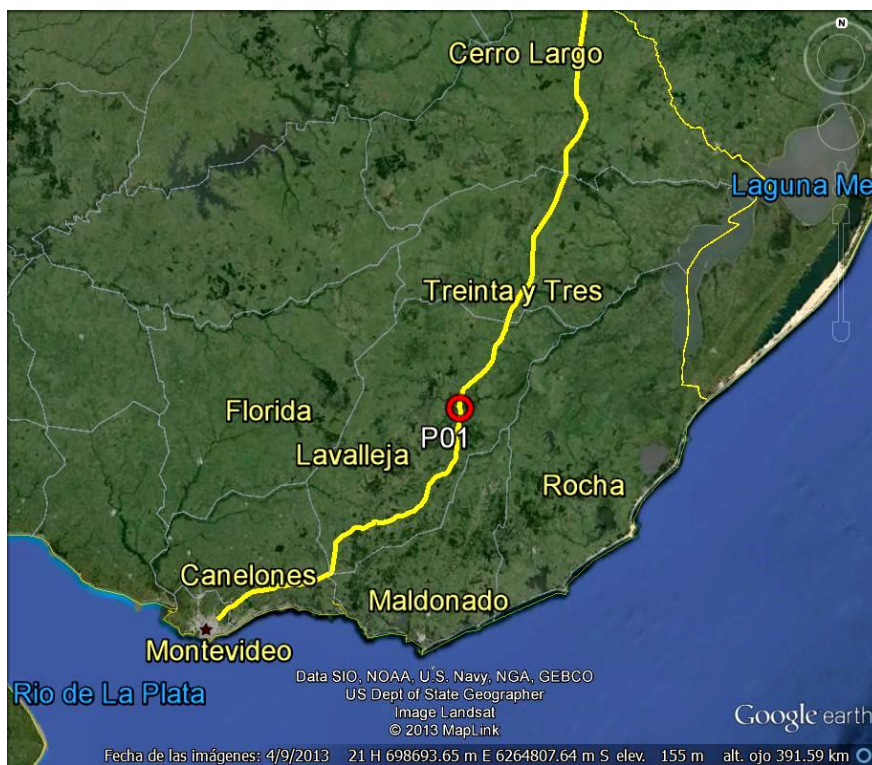 N
Cerro Largo
Laguna Me
Treinta y Tres
Florida
P01
Lavalleja
Rocha
Canelones
Maldonado
Montevideo
Rio de La Plata
Data SIO, NOAA, U.S. Navy, NGA, GEBCO
US Dept of State Geographer
Image Landsat
© 2013 MapLink
Google earth
Fecha de las imágenes: 4/9/2013 21 H 698693.65 m E 6264807.64 m S elev. 155 m alt. ojo 391.59 km